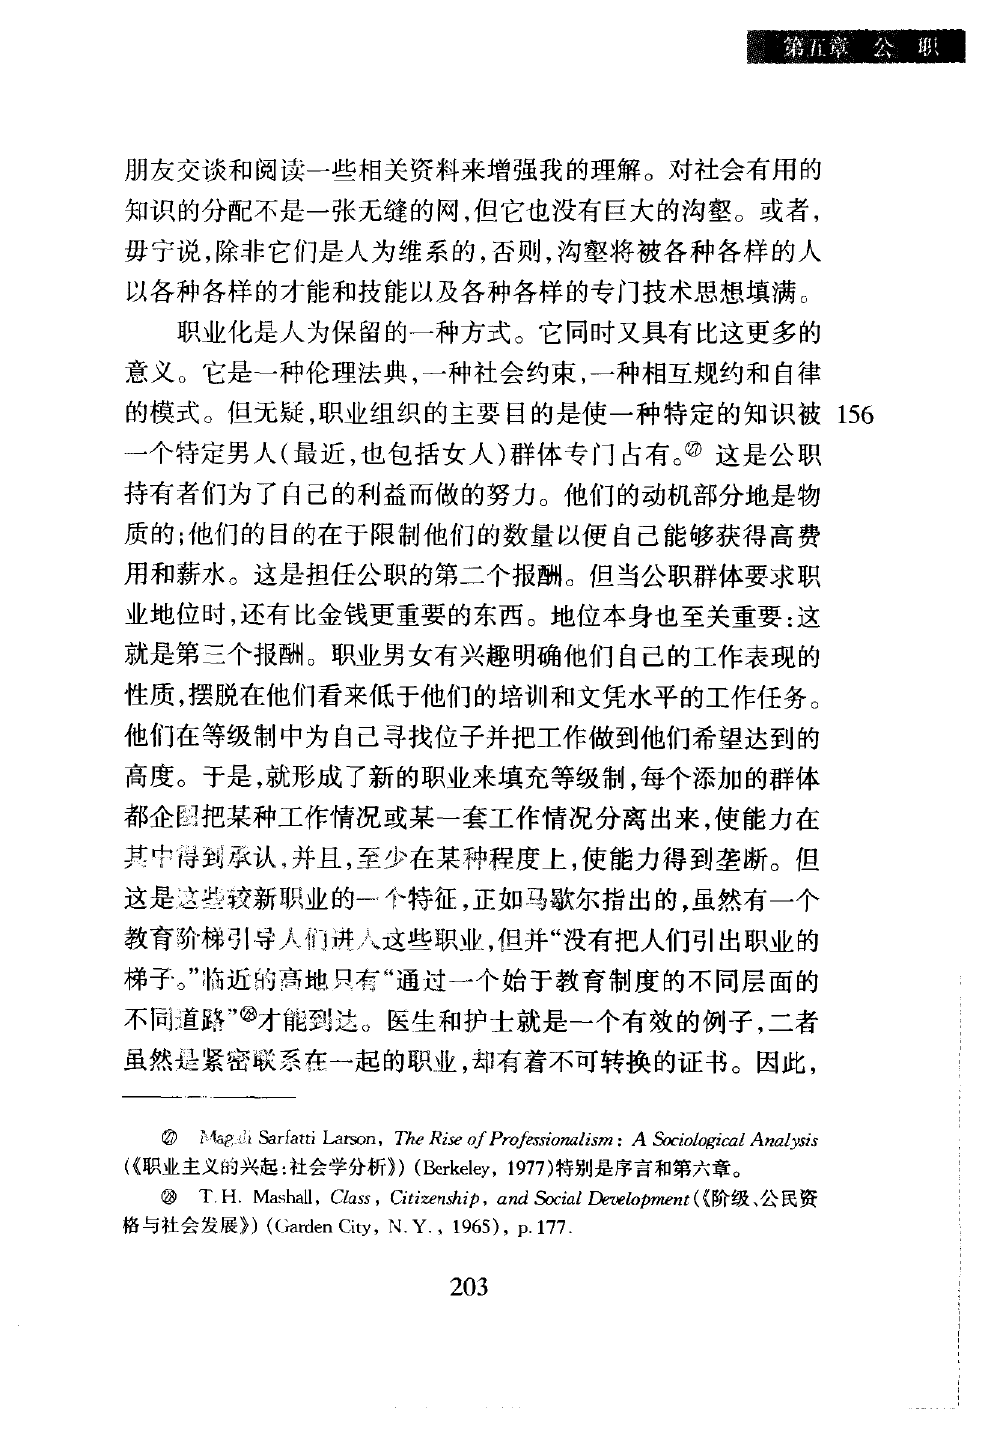 第五章 公 职
朋友交谈和阅读一些相关资料来增强我的理解。对社会有用的
知识的分配不是一张无缝的网,但它也没有巨大的沟壑。或者,
毋宁说,除非它们是人为维系的,否则,沟壑将被各种各样的人
以各种各样的才能和技能以及各种各样的专门技术思想填满。
职业化是人为保留的一种方式。它同时又具有比这更多的
意义。它是一种伦理法典,一种社会约束,一种相互规约和自律
的模式。但无疑,职业组织的主要目的是使一种特定的知识被 156
一个特定男人(最近,也包括女人)群体专门占有。㉗ 这是公职
持有者们为了自己的利益而做的努力。他们的动机部分地是物
质的;他们的目的在于限制他们的数量以便自己能够获得高费
用和薪水。这是担任公职的第二个报酬。但当公职群体要求职
业地位时,还有比金钱更重要的东西。地位本身也至关重要:这
就是第三个报酬。职业男女有兴趣明确他们自己的工作表现的
性质,摆脱在他们看来低于他们的培训和文凭水平的工作任务。
他们在等级制中为自己寻找位子并把工作做到他们希望达到的
高度。于是,就形成了新的职业来填充等级制,每个添加的群体
都企图把某种工作情况或某一套工作情况分离出来,使能力在
其中得到承认,并且,至少在某种程度上,使能力得到垄断。但
这是这些较新职业的一个特征,正如马歇尔指出的,虽然有一个
教育阶梯引导人们进入这些职业,但并“没有把人们引出职业的
梯子。”临近的高地只有“通过一个始于教育制度的不同层面的
不同道路”㉘才能到达。医生和护士就是一个有效的例子,二者
虽然是紧密联系在一起的职业,却有着不可转换的证书。因此,
㉗ Magali Sarfatti Larson, The Rise of Professionalism: A Sociological Analysis
(《职业主义的兴起:社会学分析》) (Berkeley, 1977)特别是序言和第六章。
㉘ T. H. Mashall, Class, Citizenship, and Social Development(《阶级、公民资
格与社会发展》) (Garden City, N. Y., 1965), p. 177.
203